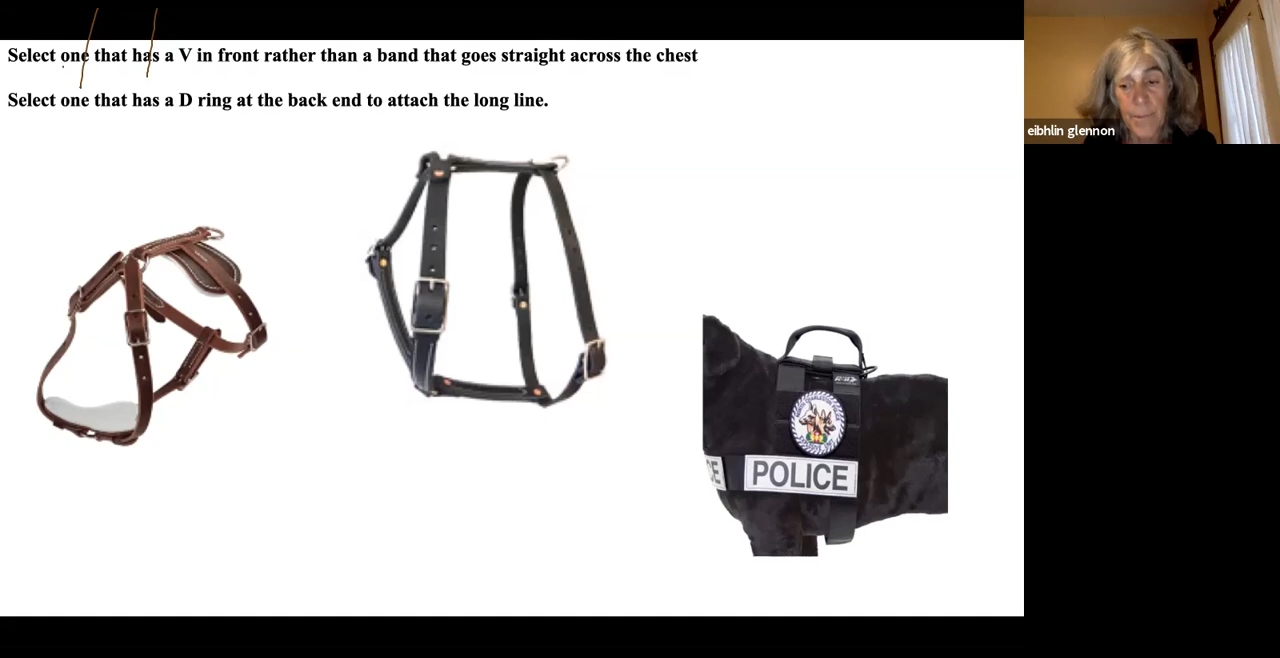 Select one that has a V in front rather than a band that goes straight across the chest
Select one that has a D ring at the back end to attach the long line.
eibhlin glennon
CE
POLICE